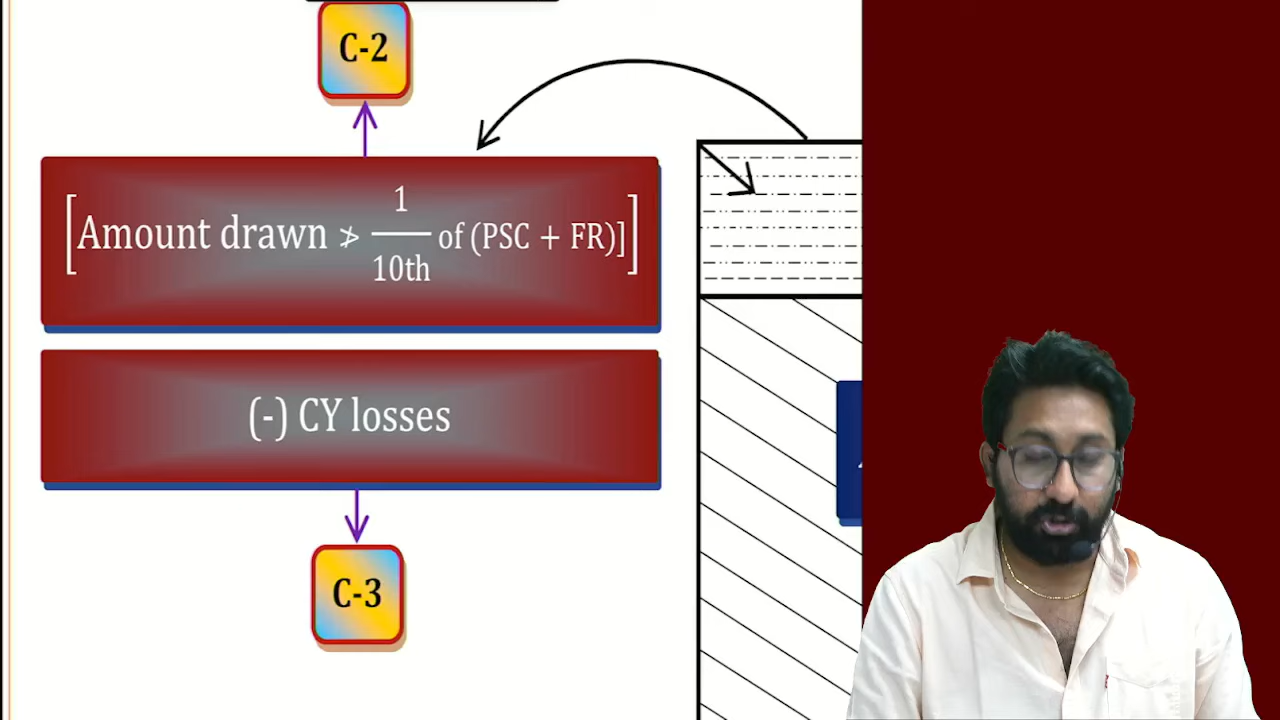 C-2
[Amount drawn ≯ 1/10th of (PSC + FR)]]
(-) CY losses
C-3